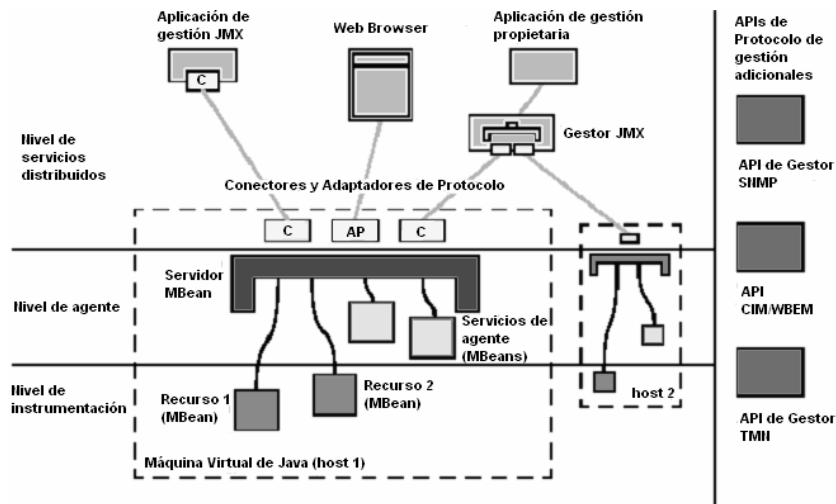 Aplicación de
gestión JMX
C
Web Browser
Aplicación de gestión
propietaria
Gestor JMX
APIs de
Protocolo de
gestión
adicionales
API de Gestor
SNMP
API
CIM/WBEM
API de Gestor
TMN
Nivel de
servicios
distribuidos
Conectores y Adaptadores de Protocolo
C
AP
C
Servidor
MBean
Nivel de agente
Servicios de
agente
(MBeans)
Nivel de
instrumentación
Recurso 1
(MBean)
Recurso 2
(MBean)
host 2
Máquina Virtual de Java (host 1)